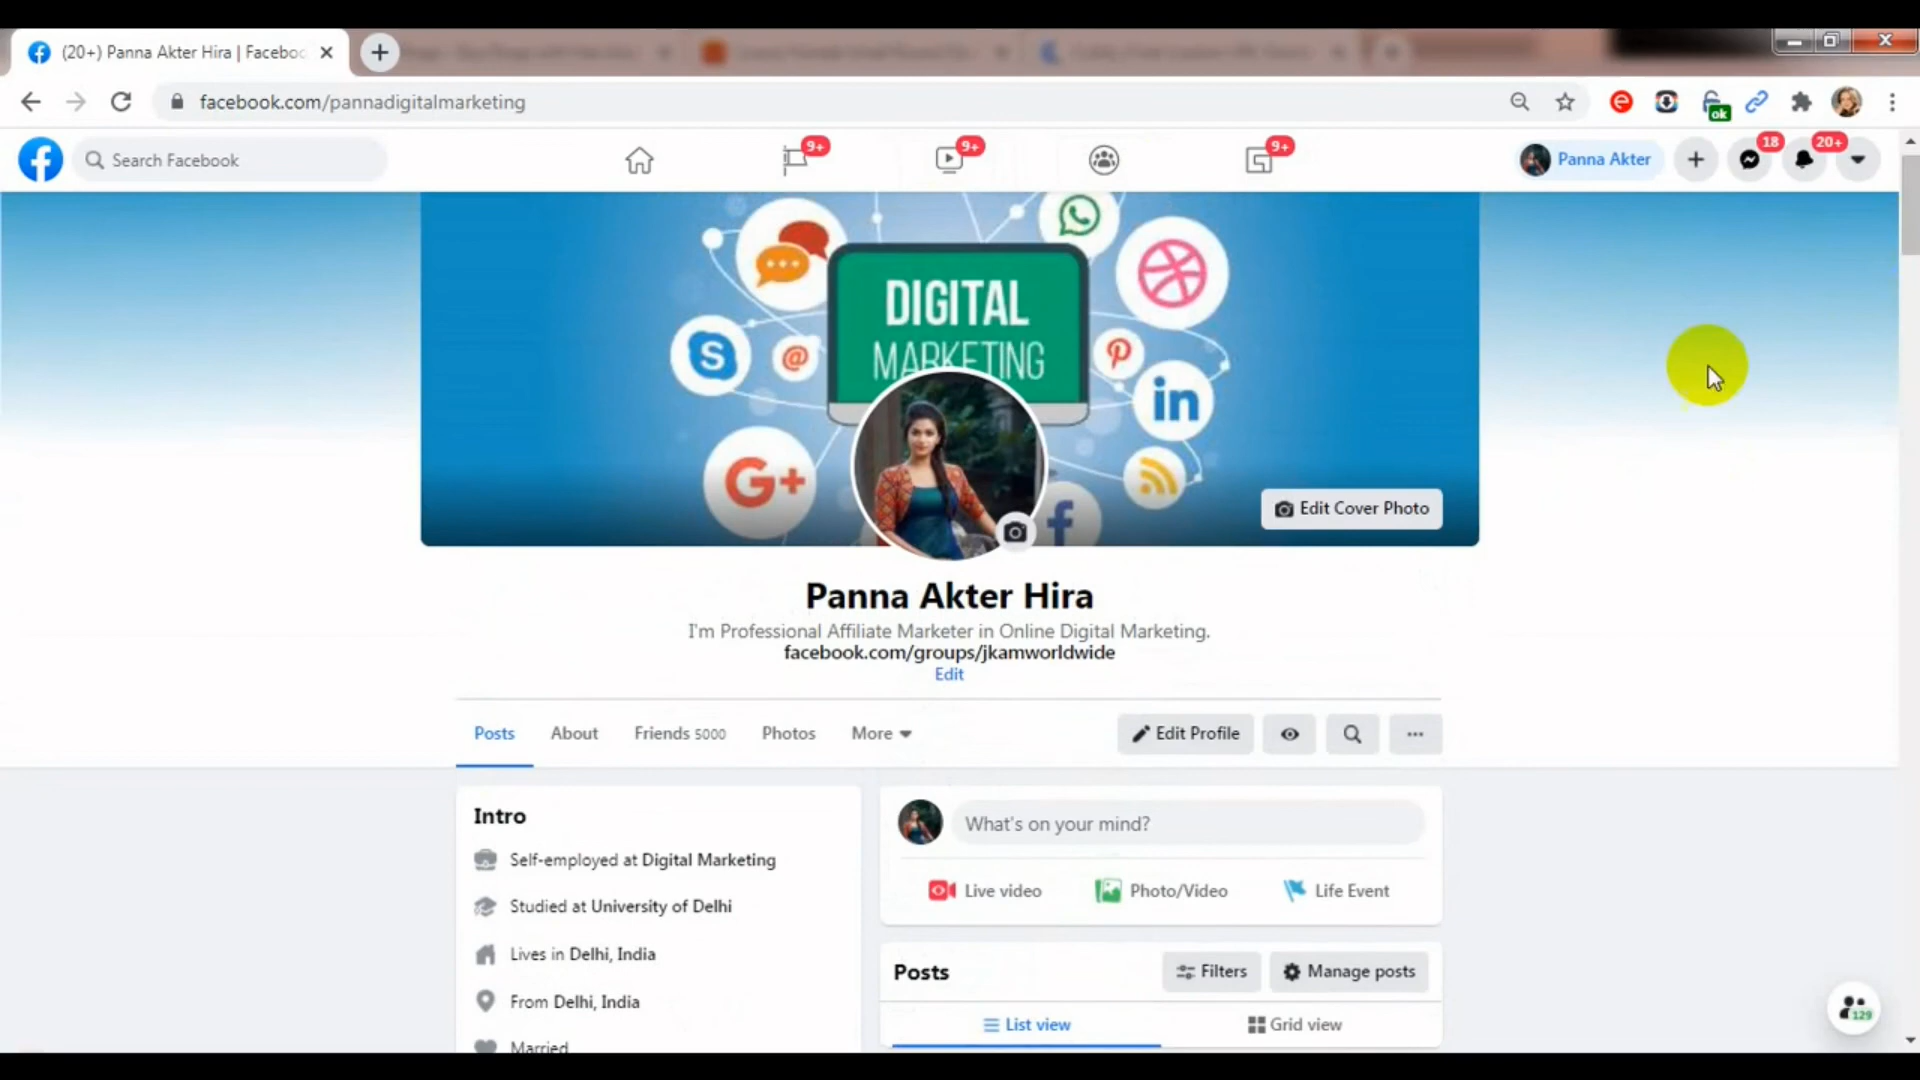 (20+) Panna Akter Hira | Faceboo
facebook.com/pannadigitalmarketing
ok
Search Facebook
9+
9+
9+
Panna Akter
18
20+
DIGITAL
MARKETING
@
G+
in
Edit Cover Photo
Panna Akter Hira
I'm Professional Affiliate Marketer in Online Digital Marketing.
facebook.com/groups/jkamworldwide
Edit
Posts
About
Friends 5000
Photos
More
Edit Profile
Intro
Self-employed at Digital Marketing
Studied at University of Delhi
Lives in Delhi, India
From Delhi, India
Married
What's on your mind?
Live video
Photo/Video
Life Event
Posts
Filters
Manage posts
List view
Grid view
129